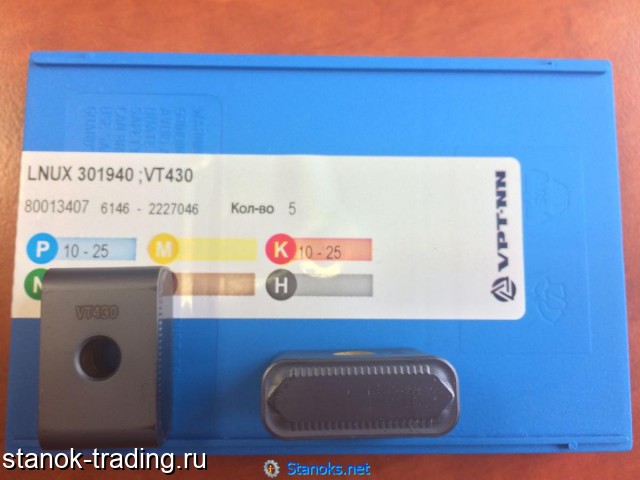 LNUX 301940 ;VT430
80013407 6146 - 2227046 Кол-во 5
P 10 - 25 M K 10 - 25
N H
VPT-NN
VT430
stanok-trading.ru
Stanoks.net